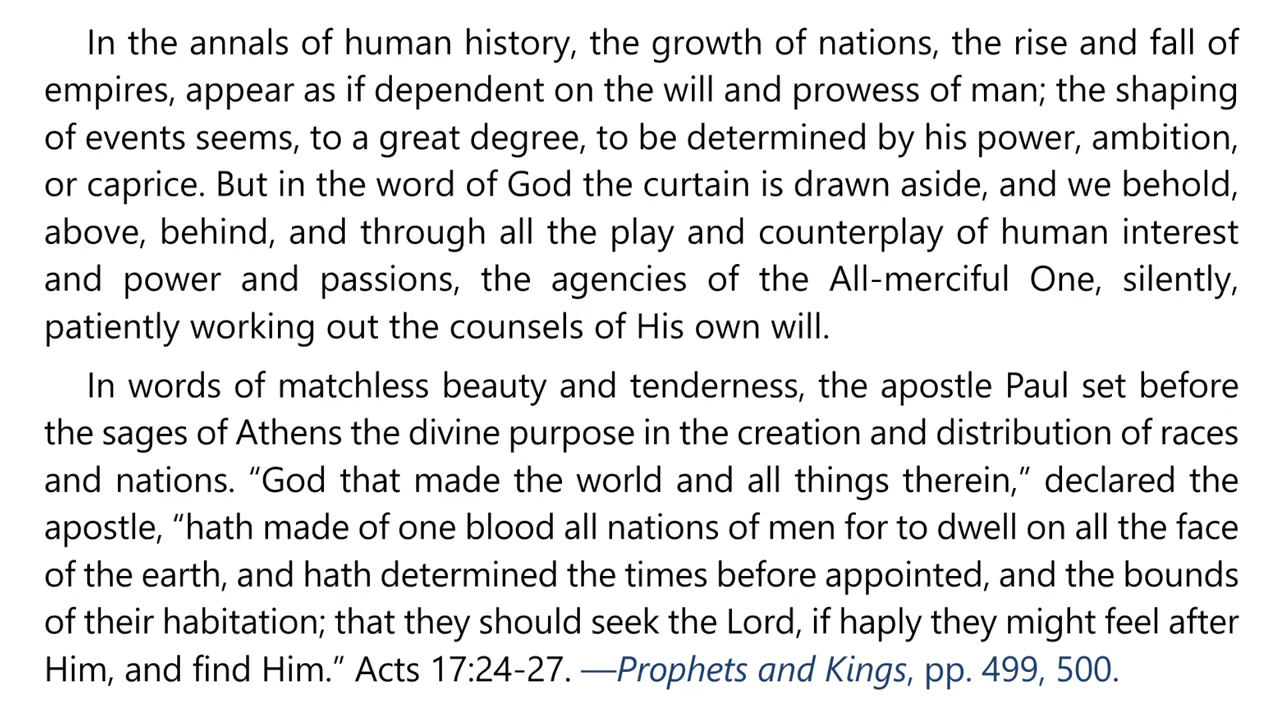 In the annals of human history, the growth of nations, the rise and fall of
empires, appear as if dependent on the will and prowess of man; the shaping
of events seems, to a great degree, to be determined by his power, ambition,
or caprice. But in the word of God the curtain is drawn aside, and we behold,
above, behind, and through all the play and counterplay of human interest
and power and passions, the agencies of the All-merciful One, silently,
patiently working out the counsels of His own will.
In words of matchless beauty and tenderness, the apostle Paul set before
the sages of Athens the divine purpose in the creation and distribution of races
and nations. “God that made the world and all things therein,” declared the
apostle, “hath made of one blood all nations of men for to dwell on all the face
of the earth, and hath determined the times before appointed, and the bounds
of their habitation; that they should seek the Lord, if haply they might feel after
Him, and find Him.” Acts 17:24-27. —Prophets and Kings, pp. 499, 500.